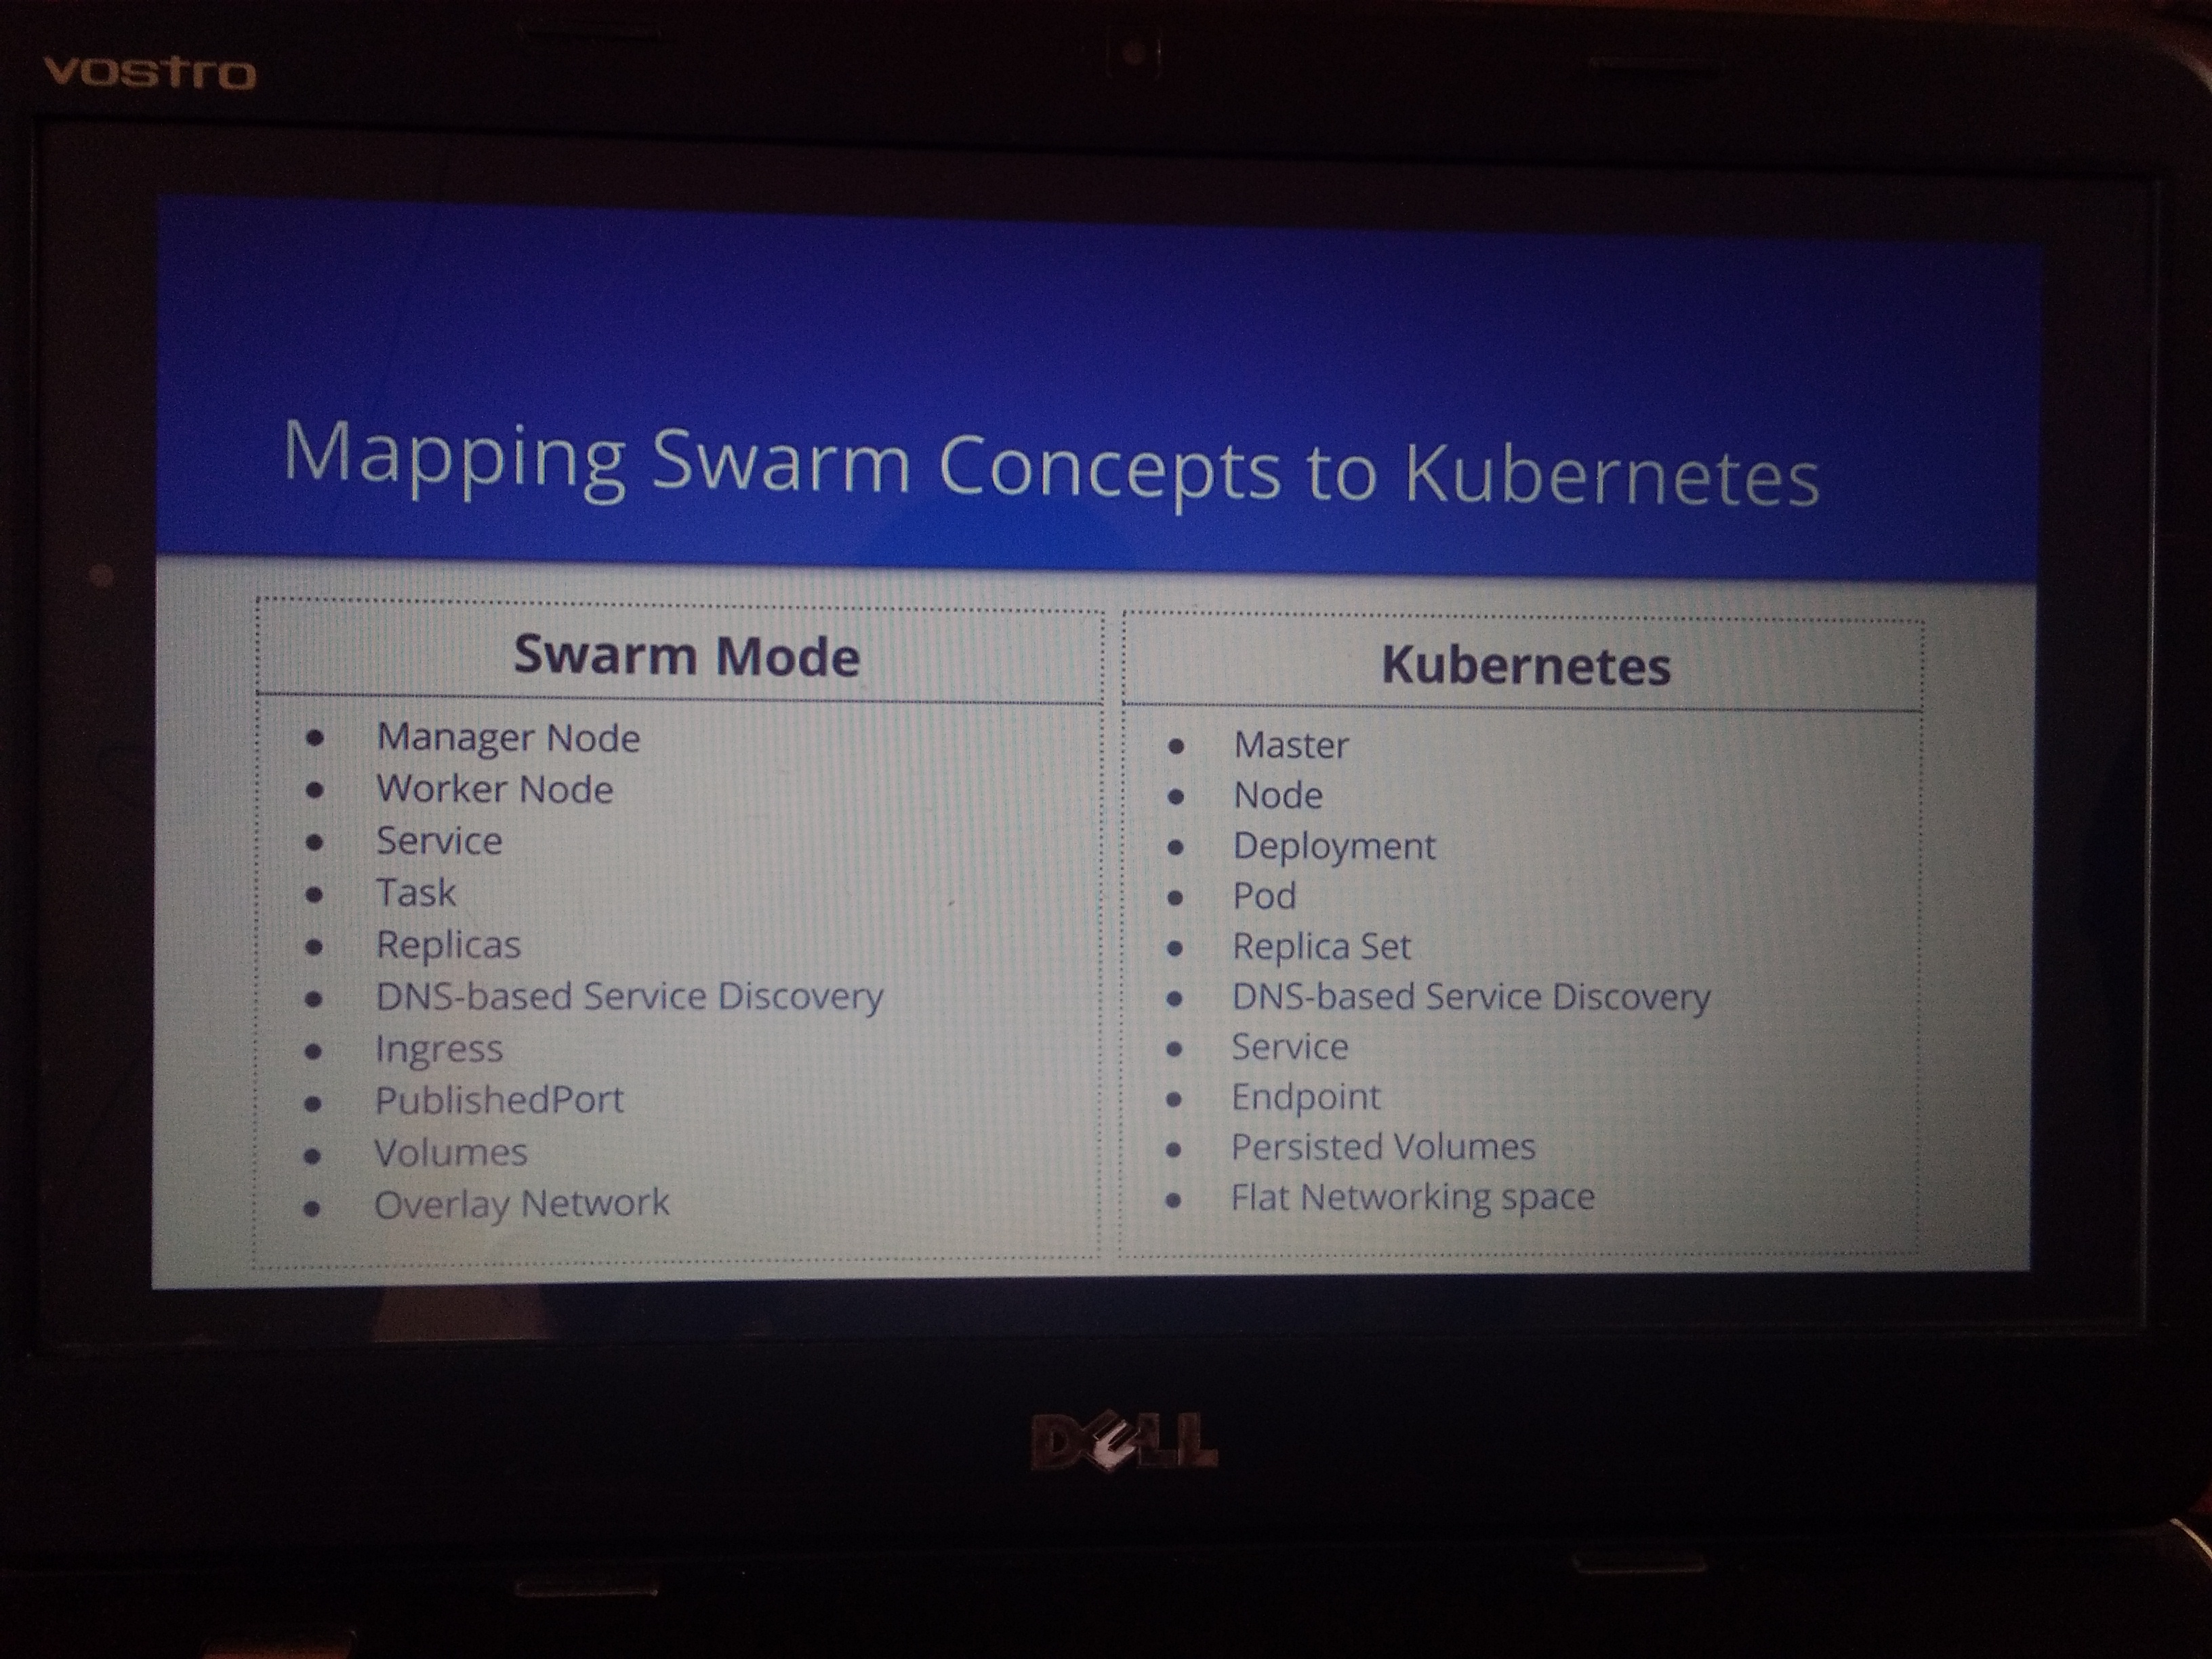 vostro
Mapping Swarm Concepts to Kubernetes
Swarm Mode
• Manager Node
• Worker Node
• Service
• Task
• Replicas
• DNS-based Service Discovery
• Ingress
• PublishedPort
• Volumes
• Overlay Network
Kubernetes
• Master
• Node
• Deployment
• Pod
• Replica Set
• DNS-based Service Discovery
• Service
• Endpoint
• Persisted Volumes
• Flat Networking space
DELL